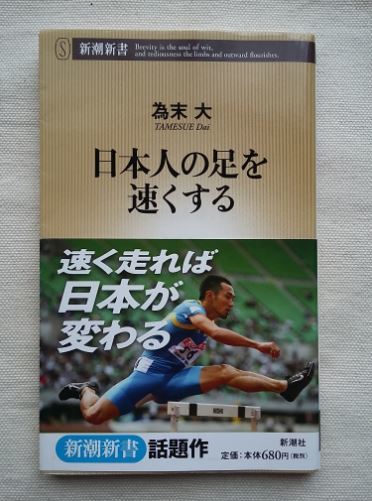 S 新潮新書
Brevity is the soul of wit,
and tediousness the limbs and outward flourishes.
為末 大
TAMESUE Dai
日本人の足を
速くする
速く走れば
日本が
変わる
新潮新書 話題作
新潮社
定価:本体680円(税別)